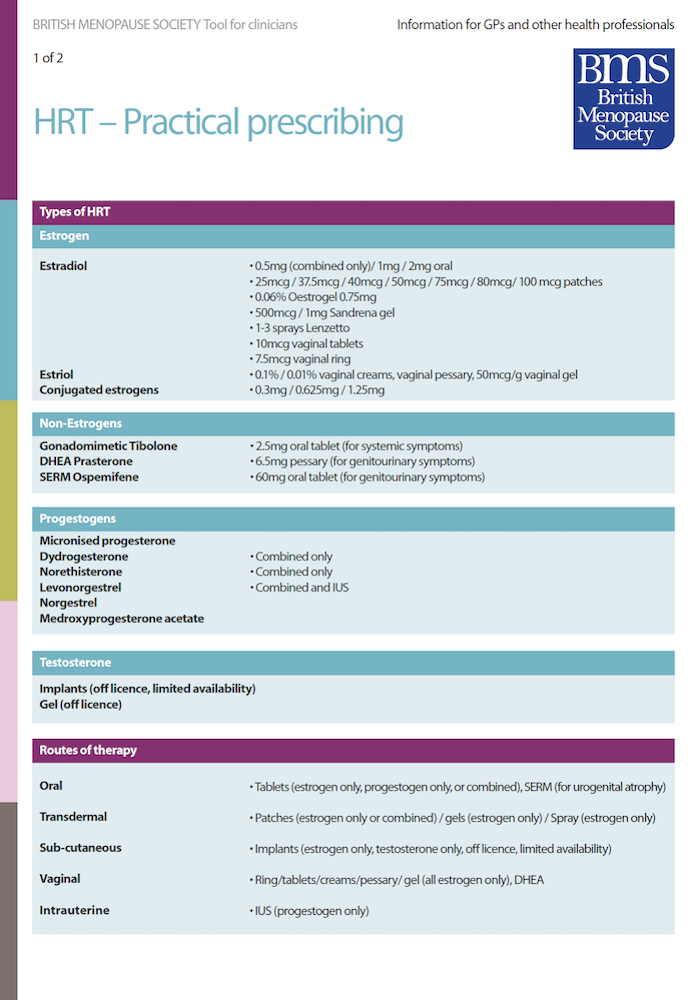 BRITISH MENOPAUSE SOCIETY Tool for clinicians
Information for GPs and other health professionals
1 of 2
BMS
British
Menopause
Society
HRT – Practical prescribing
Types of HRT
Estrogen
Estradiol
• 0.5mg (combined only)/ 1mg / 2mg oral
• 25mcg / 37.5mcg / 40mcg / 50mcg / 75mcg / 80mcg/ 100 mcg patches
• 0.06% Oestrogel 0.75mg
• 500mcg / 1mg Sandrena gel
• 1-3 sprays Lenzetto
• 10mcg vaginal tablets
• 7.5mcg vaginal ring
Estriol • 0.1% / 0.01% vaginal creams, vaginal pessary, 50mcg/g vaginal gel
Conjugated estrogens • 0.3mg / 0.625mg / 1.25mg
Non-Estrogens
Gonadomimetic Tibolone • 2.5mg oral tablet (for systemic symptoms)
DHEA Prasterone • 6.5mg pessary (for genitourinary symptoms)
SERM Ospemifene • 60mg oral tablet (for genitourinary symptoms)
Progestogens
Micronised progesterone
Dydrogesterone • Combined only
Norethisterone • Combined only
Levonorgestrel • Combined and IUS
Norgestrel
Medroxyprogesterone acetate
Testosterone
Implants (off licence, limited availability)
Gel (off licence)
Routes of therapy
Oral • Tablets (estrogen only, progestogen only, or combined), SERM (for urogenital atrophy)
Transdermal • Patches (estrogen only or combined) / gels (estrogen only) / Spray (estrogen only)
Sub-cutaneous • Implants (estrogen only, testosterone only, off licence, limited availability)
Vaginal • Ring/tablets/creams/pessary/ gel (all estrogen only), DHEA
Intrauterine • IUS (progestogen only)